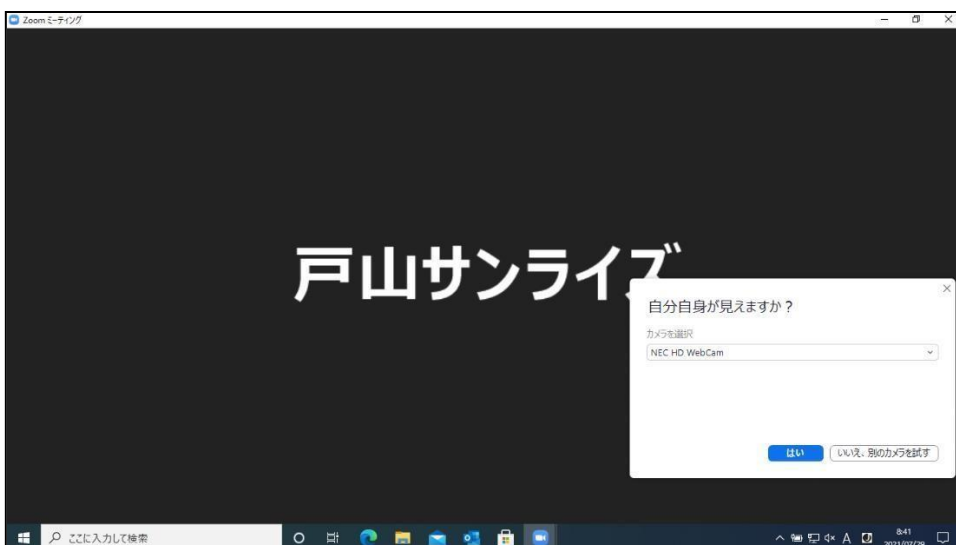 Zoom ミーティング
戸山サンライズ
自分自身が見えますか？
カメラを選択
NEC HD WebCam
はい
いいえ、別のカメラを試す
ここに入力して検索
A
8:41
2021/07/29